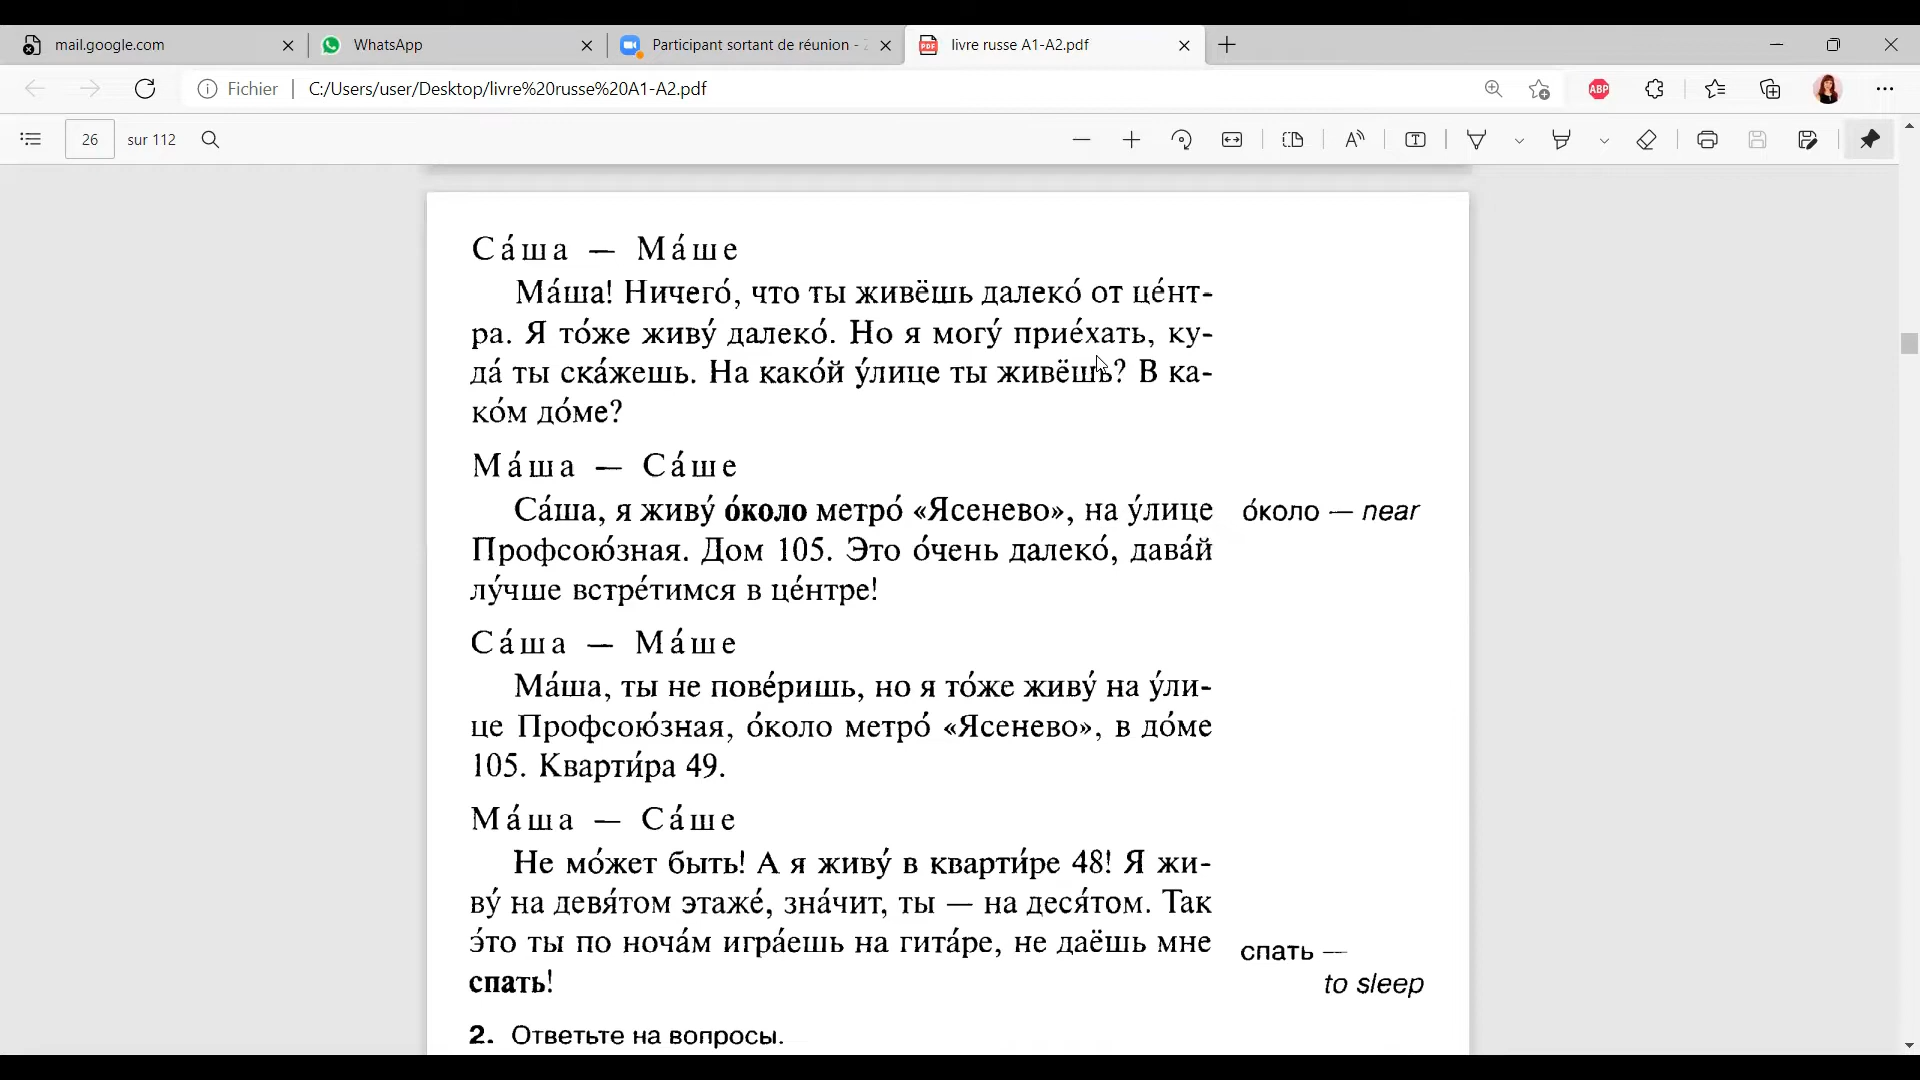 mail.google.com
WhatsApp
Participant sortant de réunion -
livre russe A1-A2.pdf
Fichier
C:/Users/user/Desktop/livre%20russe%20A1-A2.pdf
ABP
26
sur 112
Са́ша — Ма́ше
Ма́ша! Ничего́, что ты живёшь далеко́ от це́нт-
ра. Я то́же живу́ далеко́. Но я могу́ прие́хать, ку-
да́ ты ска́жешь. На како́й у́лице ты живёшь? В ка-
ко́м до́ме?
Ма́ша — Са́ше
Са́ша, я живу́ о́коло метро́ «Ясенево», на у́лице
о́коло — near
Профсою́зная. Дом 105. Это о́чень далеко́, дава́й
лу́чше встре́тимся в це́нтре!
Са́ша — Ма́ше
Ма́ша, ты не пове́ришь, но я то́же живу́ на у́ли-
це Профсою́зная, о́коло метро́ «Ясенево», в до́ме
105. Кварти́ра 49.
Ма́ша — Са́ше
Не мо́жет быть! А я живу́ в кварти́ре 48! Я жи-
ву́ на девя́том этаже́, зна́чит, ты — на деся́том. Так
э́то ты по ноча́м игра́ешь на гита́ре, не даёшь мне
спать!
спать —
to sleep
2. Ответьте на вопросы.